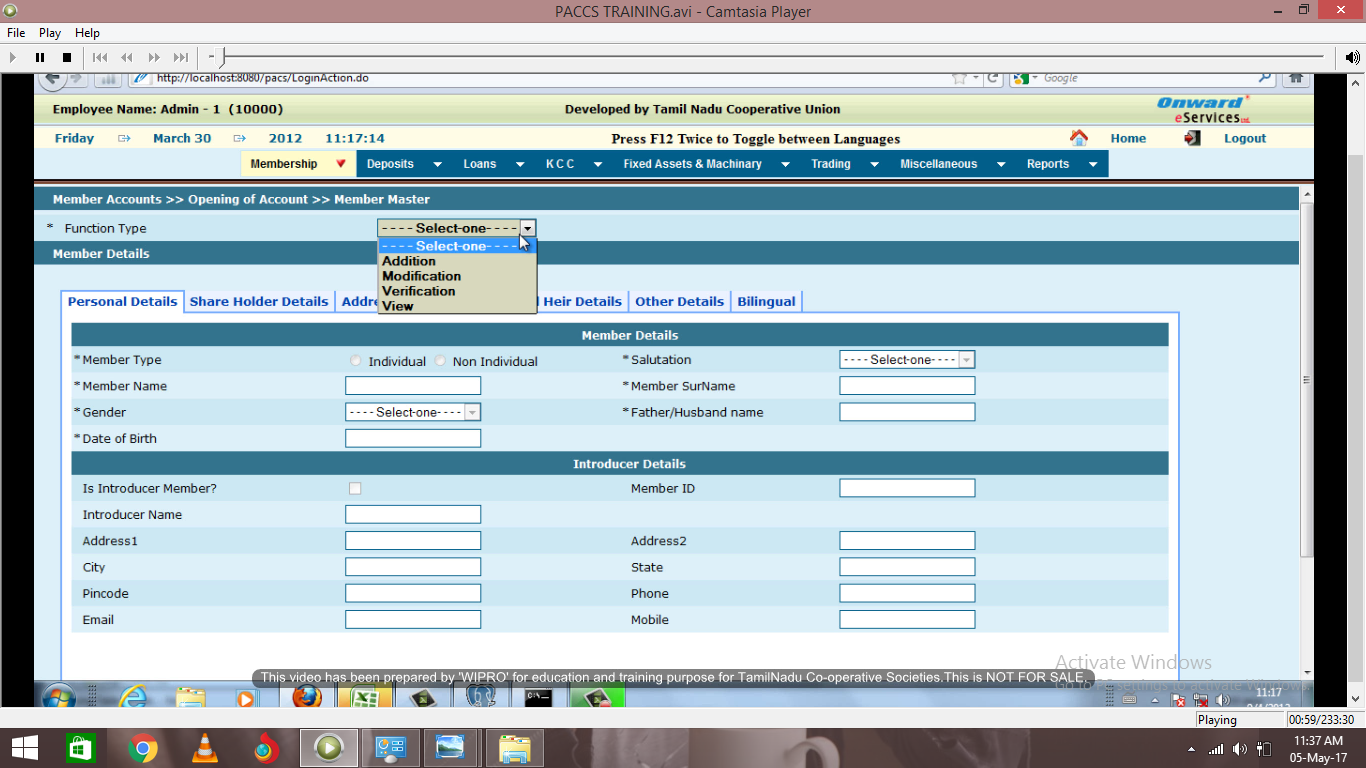 PACCS TRAINING.avi - Camtasia Player
File Play Help
http://localhost:8080/pacs/LoginAction.do
Google
Employee Name: Admin - 1 (10000) Developed by Tamil Nadu Cooperative Union
Onward
eServices Ltd.
Friday March 30 2012 11:17:14 Press F12 Twice to Toggle between Languages Home Logout
Membership Deposits Loans K C C Fixed Assets & Machinary Trading Miscellaneous Reports
Member Accounts >> Opening of Account >> Member Master
* Function Type ----Select-one----
----Select-one----
Member Details
Addition
Modification
Verification
View
Personal Details Share Holder Details Addre Heir Details Other Details Bilingual
Member Details
*Member Type Individual Non Individual *Salutation ----Select-one----
*Member Name *Member SurName
*Gender ----Select-one---- *Father/Husband name
*Date of Birth
Introducer Details
Is Introducer Member? Member ID
Introducer Name
Address1 Address2
City State
Pincode Phone
Email Mobile
Activate Windows
This video has been prepared by 'WIPRO' for education and training purpose for TamilNadu Co-operative Societies.This is NOT FOR SALE.
11:17
Playing 00:59/233:30
11:37 AM
05-May-17